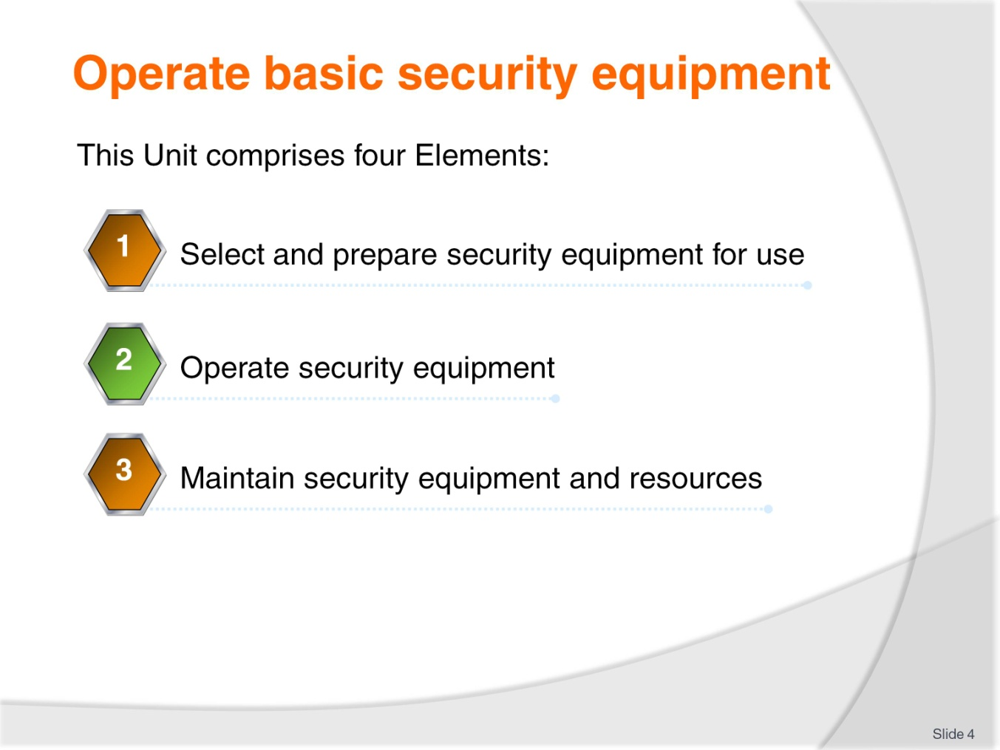 Operate basic security equipment
This Unit comprises four Elements:
1
Select and prepare security equipment for use
2
Operate security equipment
3
Maintain security equipment and resources
Slide 4